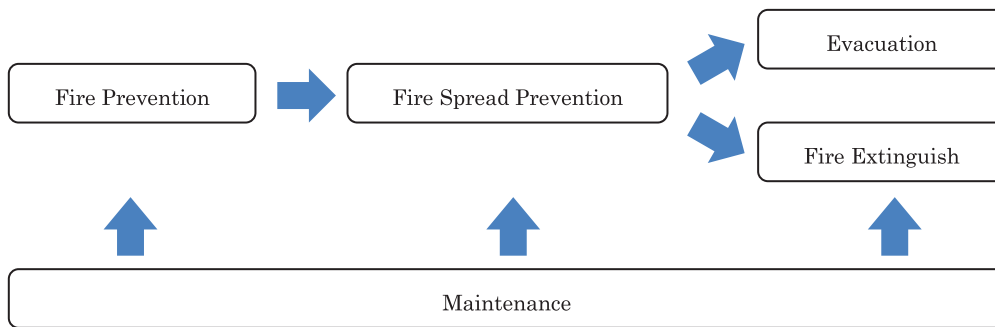 Evacuation
Fire Prevention
Fire Spread Prevention
Fire Extinguish
Maintenance